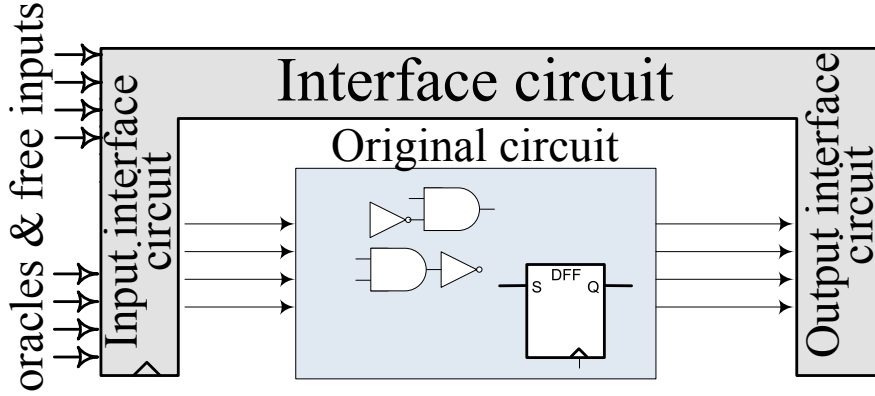 oracles & free inputs
Input interface
circuit
Interface circuit
Original circuit
DFF
S
Q
Output interface
circuit